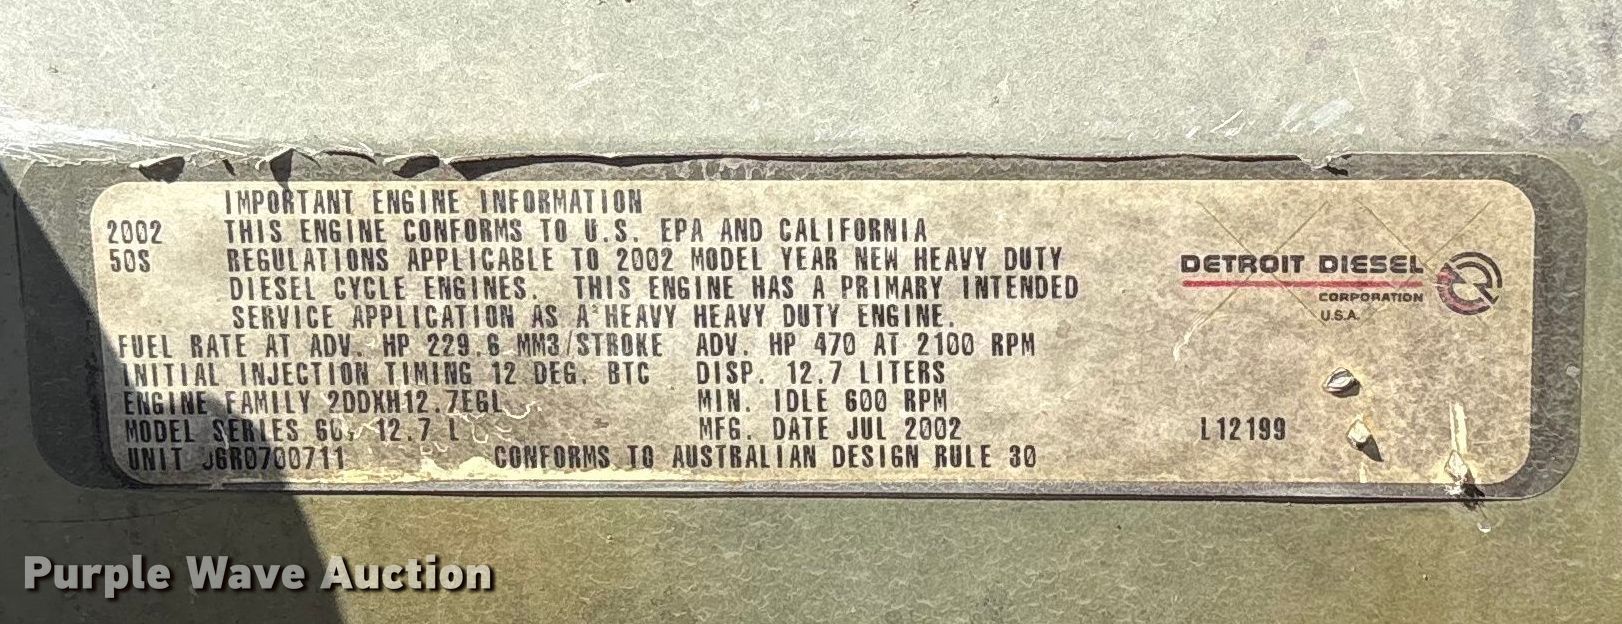 IMPORTANT ENGINE INFORMATION
2002 THIS ENGINE CONFORMS TO U.S. EPA AND CALIFORNIA
50S REGULATIONS APPLICABLE TO 2002 MODEL YEAR NEW HEAVY DUTY
DIESEL CYCLE ENGINES. THIS ENGINE HAS A PRIMARY INTENDED
SERVICE APPLICATION AS A HEAVY HEAVY DUTY ENGINE.
FUEL RATE AT ADV. HP 229.6 MM3/STROKE ADV. HP 470 AT 2100 RPM
INITIAL INJECTION TIMING 12 DEG. BTC DISP. 12.7 LITERS
ENGINE FAMILY 2DDXH12.7EGL MIN. IDLE 600 RPM
MODEL SERIES 60, 12.7 L MFG. DATE JUL 2002
UNIT J6R0700711 CONFORMS TO AUSTRALIAN DESIGN RULE 30
DETROIT DIESEL
CORPORATION
U.S.A.
L12199
Purple Wave Auction